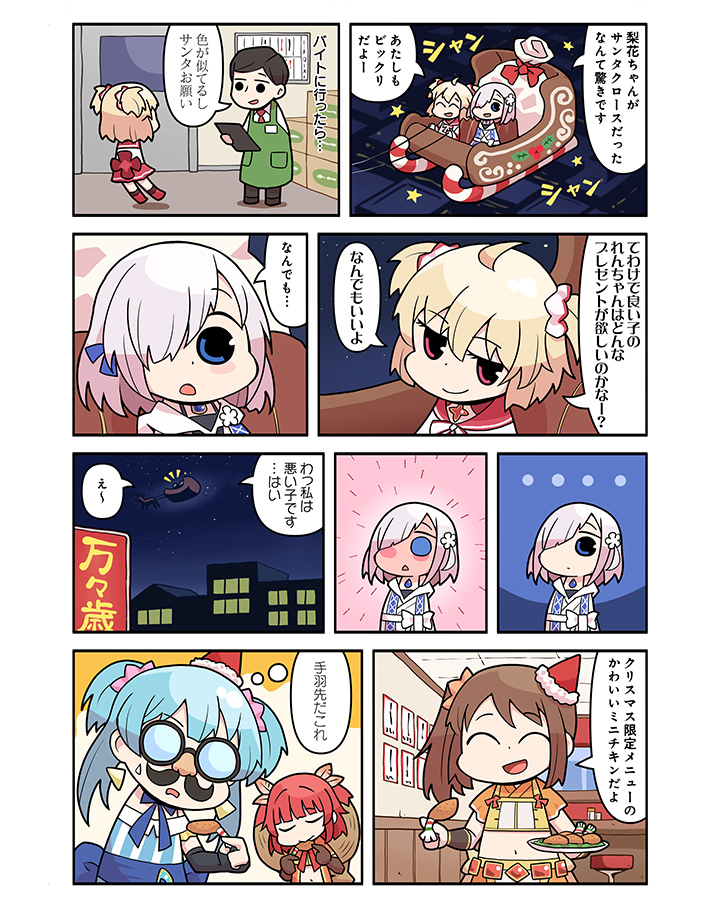 梨花ちゃんが
サンタクロースだった
なんて驚きです
シャン
あたしも
ビックリ
だよー
シャン
バイトに行ったら…
色が似てるし
サンタお願い
てわけで良い子の
れんちゃんはどんな
プレゼントが欲しいのかなー？
なんでもいいよ
なんでも…
わっ私は
悪い子です
…はい
え〜
万々歳
クリスマス限定メニューの
かわいいミニチキンだよ
手羽先だこれ